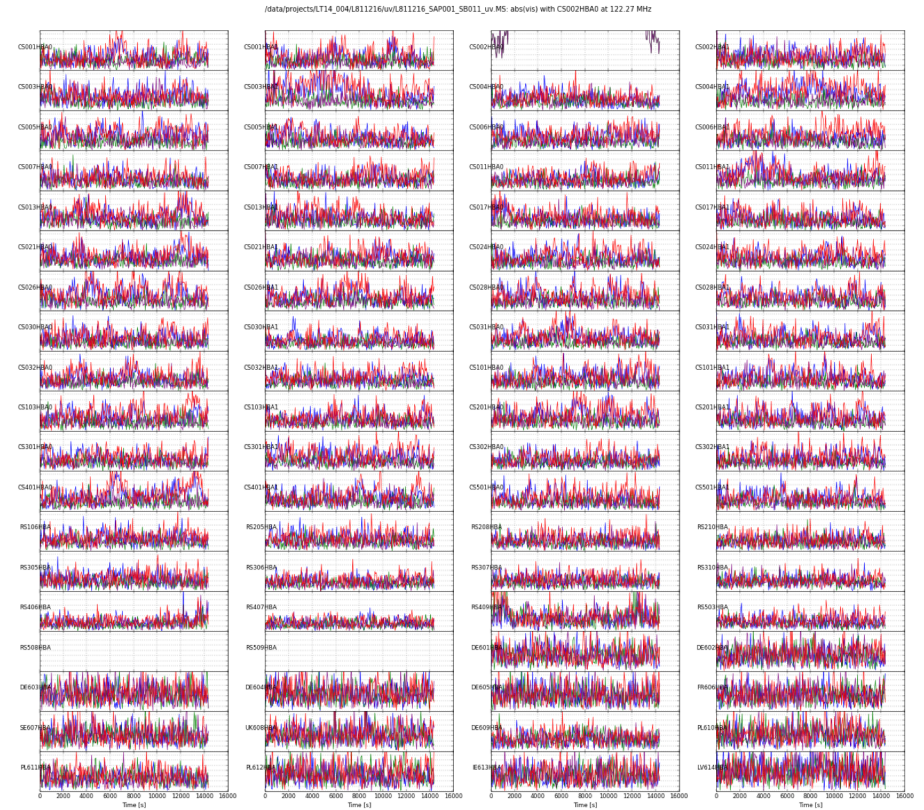 /data/projects/LT14_004/L811216/uv/L811216_SAP001_SB011_uv.MS: abs(vis) with CS002HBA0 at 122.27 MHz
CS001HBA0 CS001HBA1 CS002HBA0 CS002HBA1
CS003HBA0 CS003HBA1 CS004HBA0 CS004HBA1
CS005HBA0 CS005HBA1 CS006HBA0 CS006HBA1
CS007HBA0 CS007HBA1 CS011HBA0 CS011HBA1
CS013HBA0 CS013HBA1 CS017HBA0 CS017HBA1
CS021HBA0 CS021HBA1 CS024HBA0 CS024HBA1
CS026HBA0 CS026HBA1 CS028HBA0 CS028HBA1
CS030HBA0 CS030HBA1 CS031HBA0 CS031HBA1
CS032HBA0 CS032HBA1 CS101HBA0 CS101HBA1
CS103HBA0 CS103HBA1 CS201HBA0 CS201HBA1
CS301HBA0 CS301HBA1 CS302HBA0 CS302HBA1
CS401HBA0 CS401HBA1 CS501HBA0 CS501HBA1
RS106HBA RS205HBA RS208HBA RS210HBA
RS305HBA RS306HBA RS307HBA RS310HBA
RS406HBA RS407HBA RS409HBA RS503HBA
RS508HBA RS509HBA DE601HBA DE602HBA
DE603HBA DE604HBA DE605HBA FR606HBA
SE607HBA UK608HBA DE609HBA PL610HBA
PL611HBA PL612HBA IE613HBA LV614HBA
0 2000 4000 6000 8000 10000 12000 14000 16000 0 2000 4000 6000 8000 10000 12000 14000 16000 0 2000 4000 6000 8000 10000 12000 14000 16000 0 2000 4000 6000 8000 10000 12000 14000 16000
Time [s] Time [s] Time [s] Time [s]